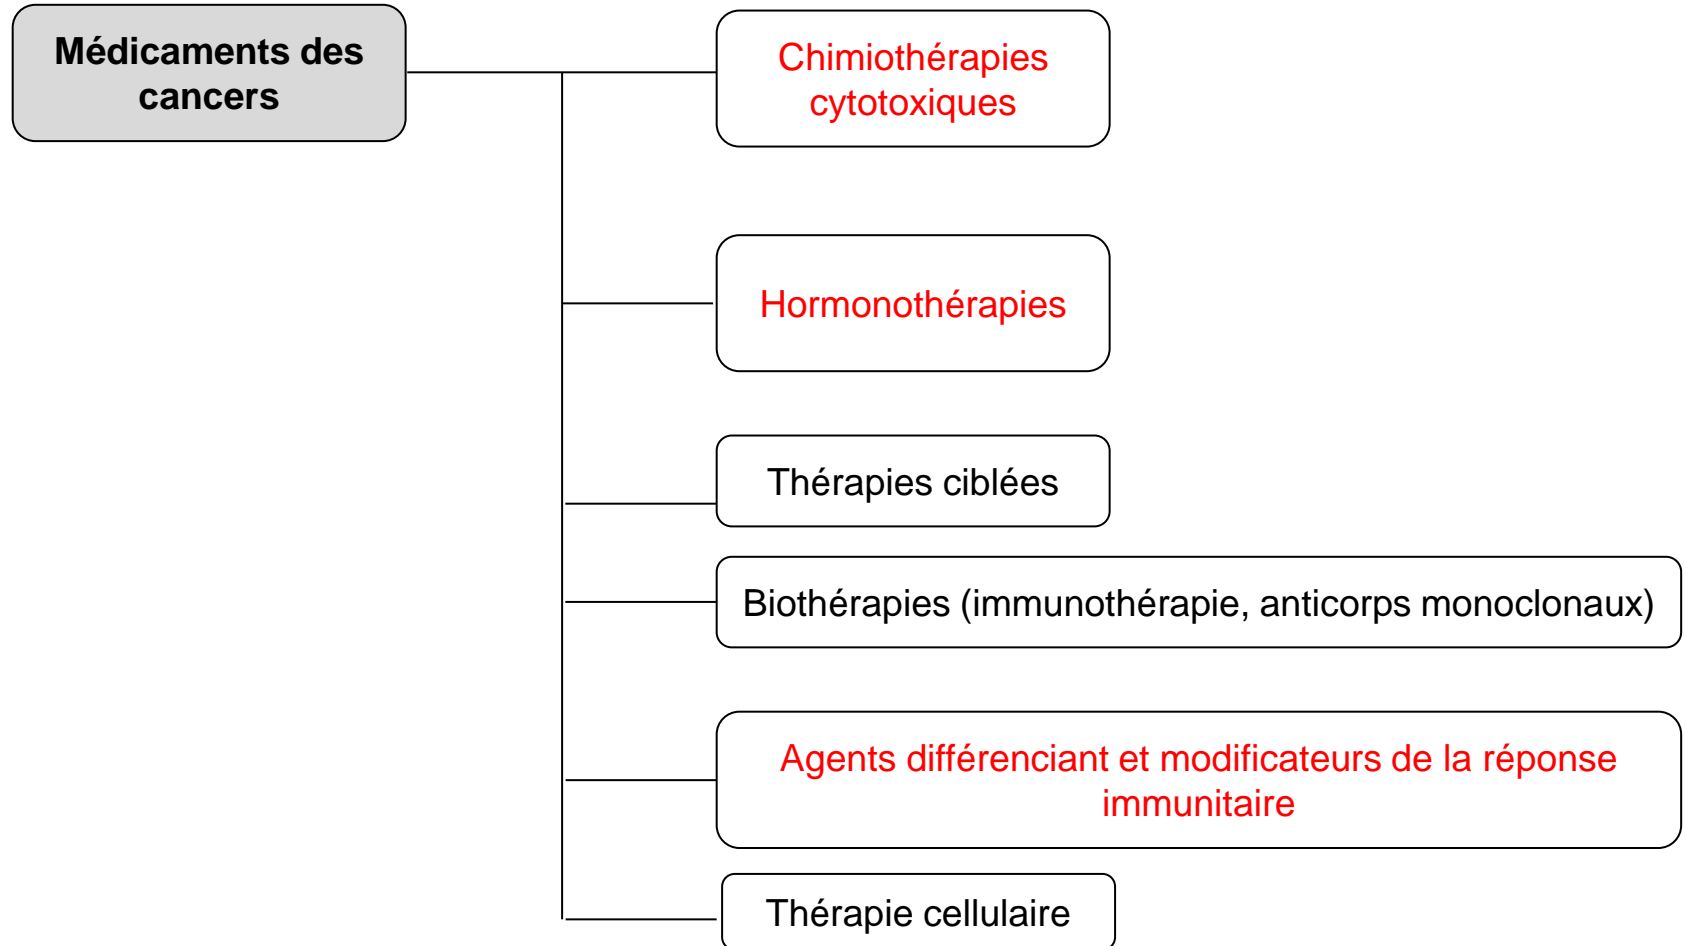 Médicaments des
cancers
Chimiothérapies
cytotoxiques
Hormonothérapies
Thérapies ciblées
Biothérapies (immunothérapie, anticorps monoclonaux)
Agents différenciant et modificateurs de la réponse
immunitaire
Thérapie cellulaire